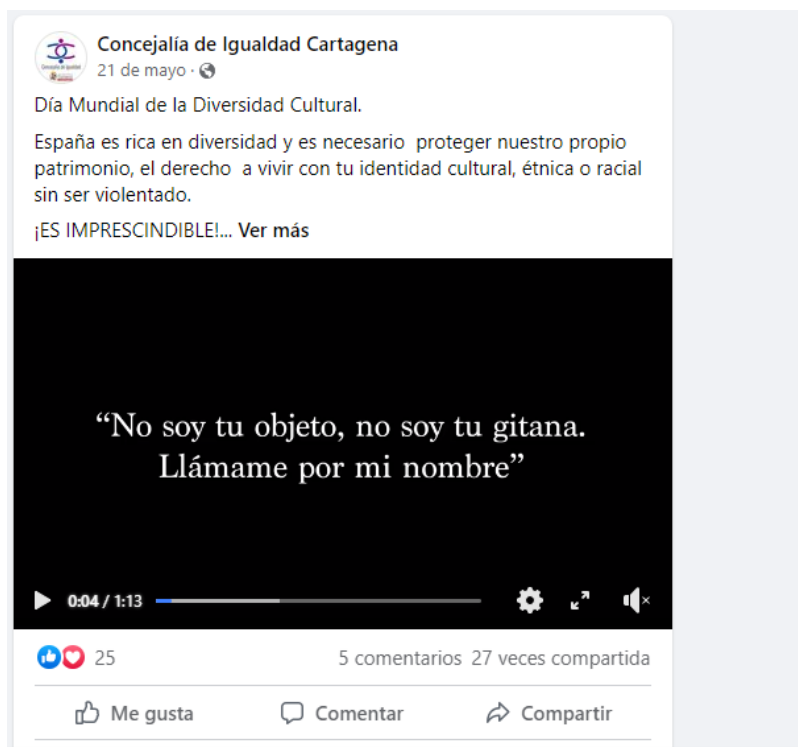 Concejalía de Igualdad Cartagena
21 de mayo ·
Día Mundial de la Diversidad Cultural.
España es rica en diversidad y es necesario proteger nuestro propio
patrimonio, el derecho a vivir con tu identidad cultural, étnica o racial
sin ser violentado.
¡ES IMPRESCINDIBLE!... Ver más
“No soy tu objeto, no soy tu gitana.
Llámame por mi nombre”
0:04 / 1:13
25 5 comentarios 27 veces compartida
Me gusta Comentar Compartir